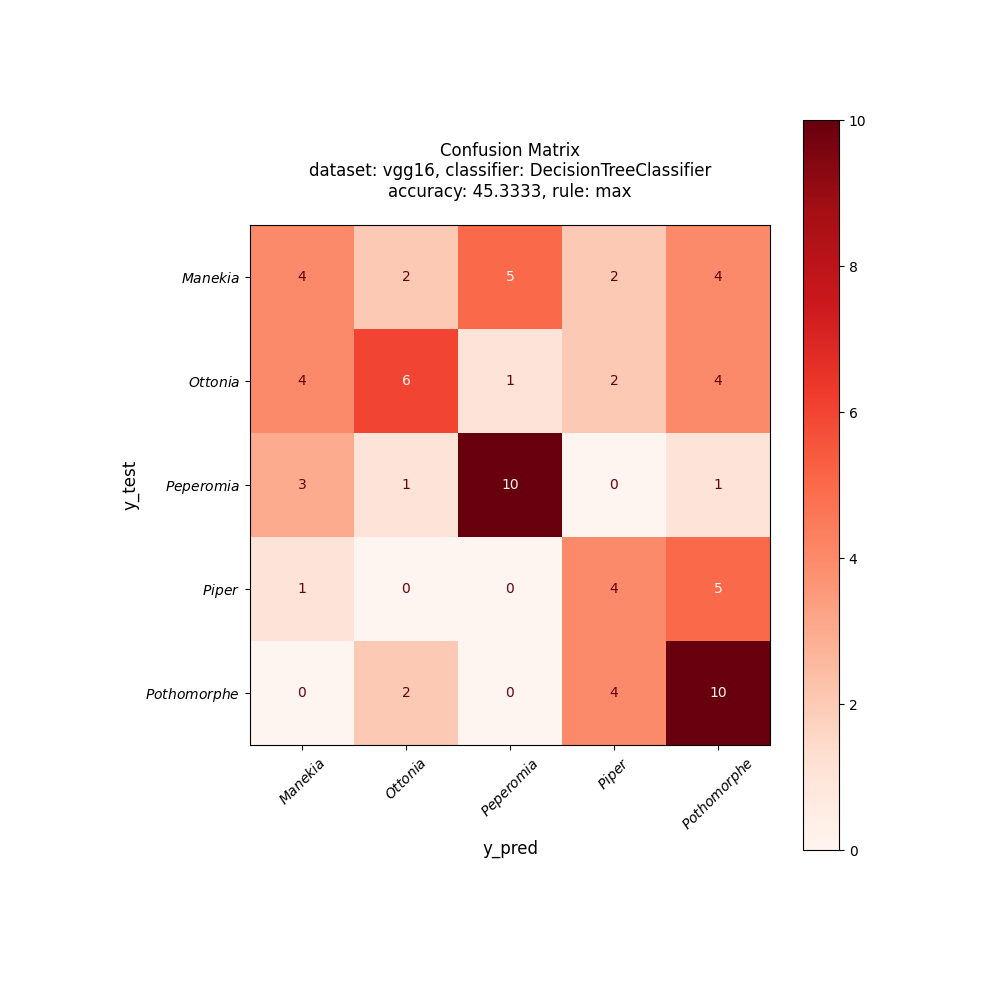 Confusion Matrix
dataset: vgg16, classifier: DecisionTreeClassifier
accuracy: 45.3333, rule: max
Manekia 4 2 5 2 4
Ottonia 4 6 1 2 4
Peperomia 3 1 10 0 1
Piper 1 0 0 4 5
Pothomorphe 0 2 0 4 10
Manekia Ottonia Peperomia Piper Pothomorphe
y_pred
y_test
10
8
6
4
2
0